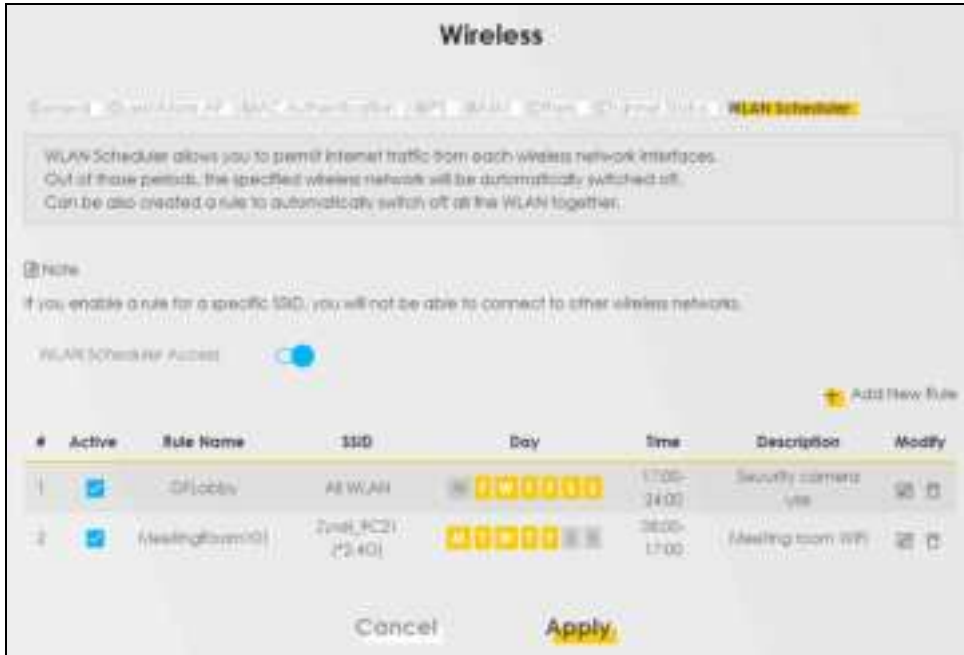 Wireless
WLAN Scheduler
WLAN Scheduler allows you to permit internet traffic from each wireless network interfaces.
Out of those periods, the specified wireless network will be automatically switched off.
Can be also created a rule to automatically switch off all the WLAN together.
Note
If you enable a rule for a specific SSID, you will not be able to connect to other wireless networks.
WLAN Scheduler Access
Add New Rule
# Active Rule Name SSID Day Time Description Modify
1 All WLAN 17:00-24:00 Security camera use
2 MeetingRoom101 08:00-17:00 Meeting room WiFi
Cancel Apply